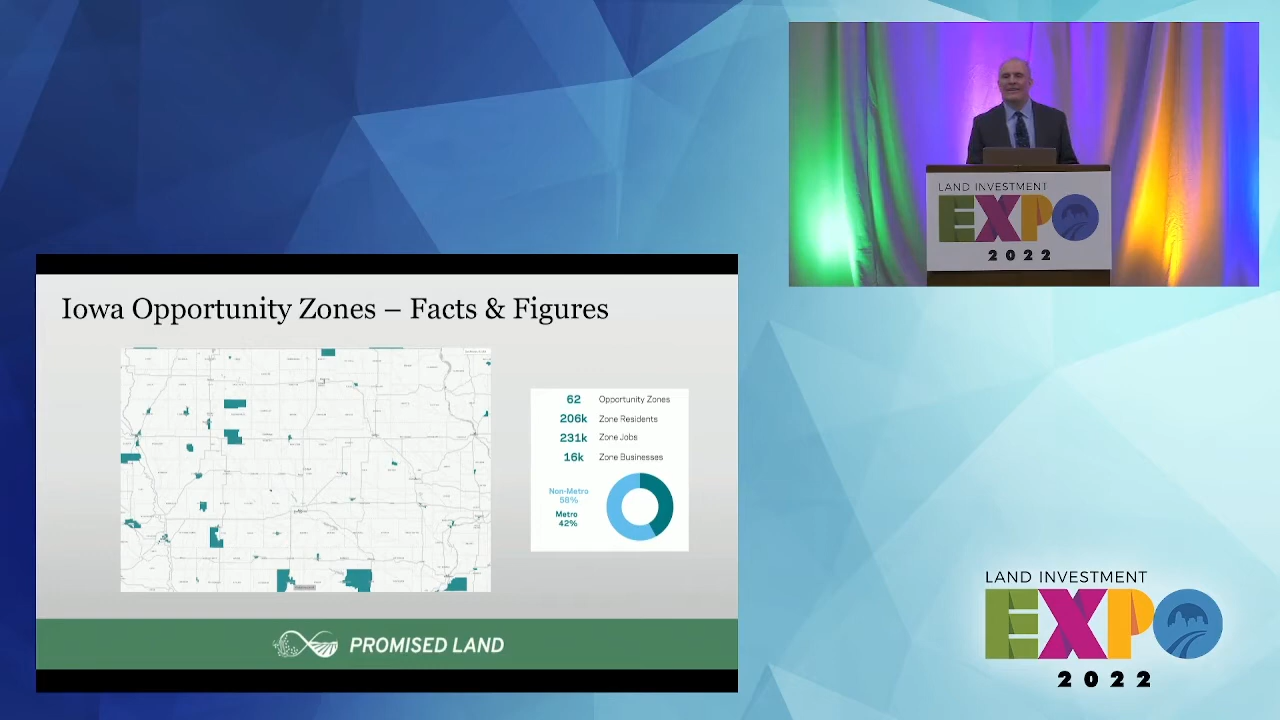 LAND INVESTMENT
EXPO
2022
Iowa Opportunity Zones – Facts & Figures
62 Opportunity Zones
206k Zone Residents
231k Zone Jobs
16k Zone Businesses
Non-Metro
58%
Metro
42%
PROMISED LAND
LAND INVESTMENT
EXPO
2022